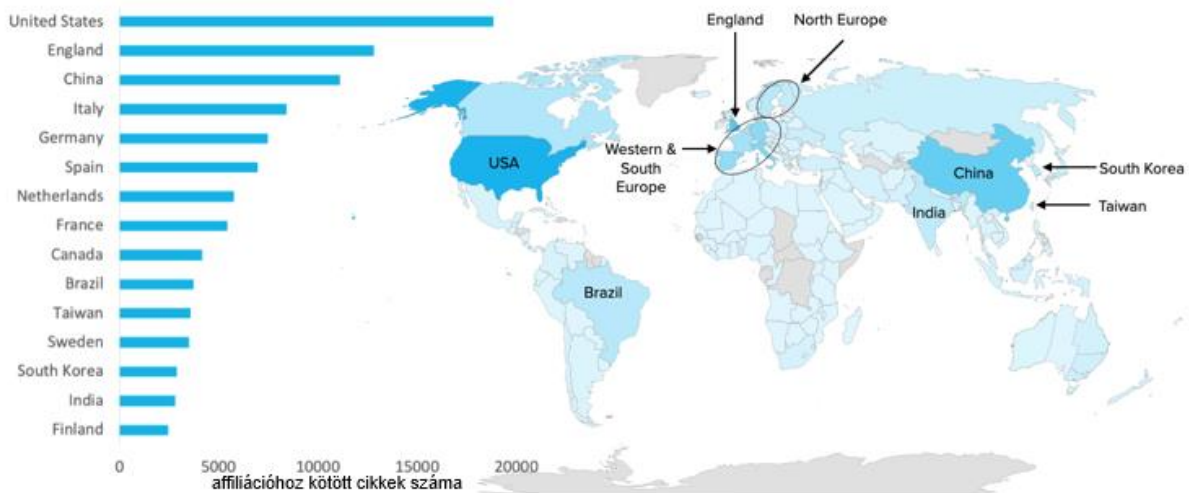 United States
England
China
Italy
Germany
Spain
Netherlands
France
Canada
Brazil
Taiwan
Sweden
South Korea
India
Finland
0 5000 10000 15000 20000
affiliációhoz kötött cikkek száma
England
North Europe
USA
Western &
South
Europe
China
South Korea
India
Taiwan
Brazil